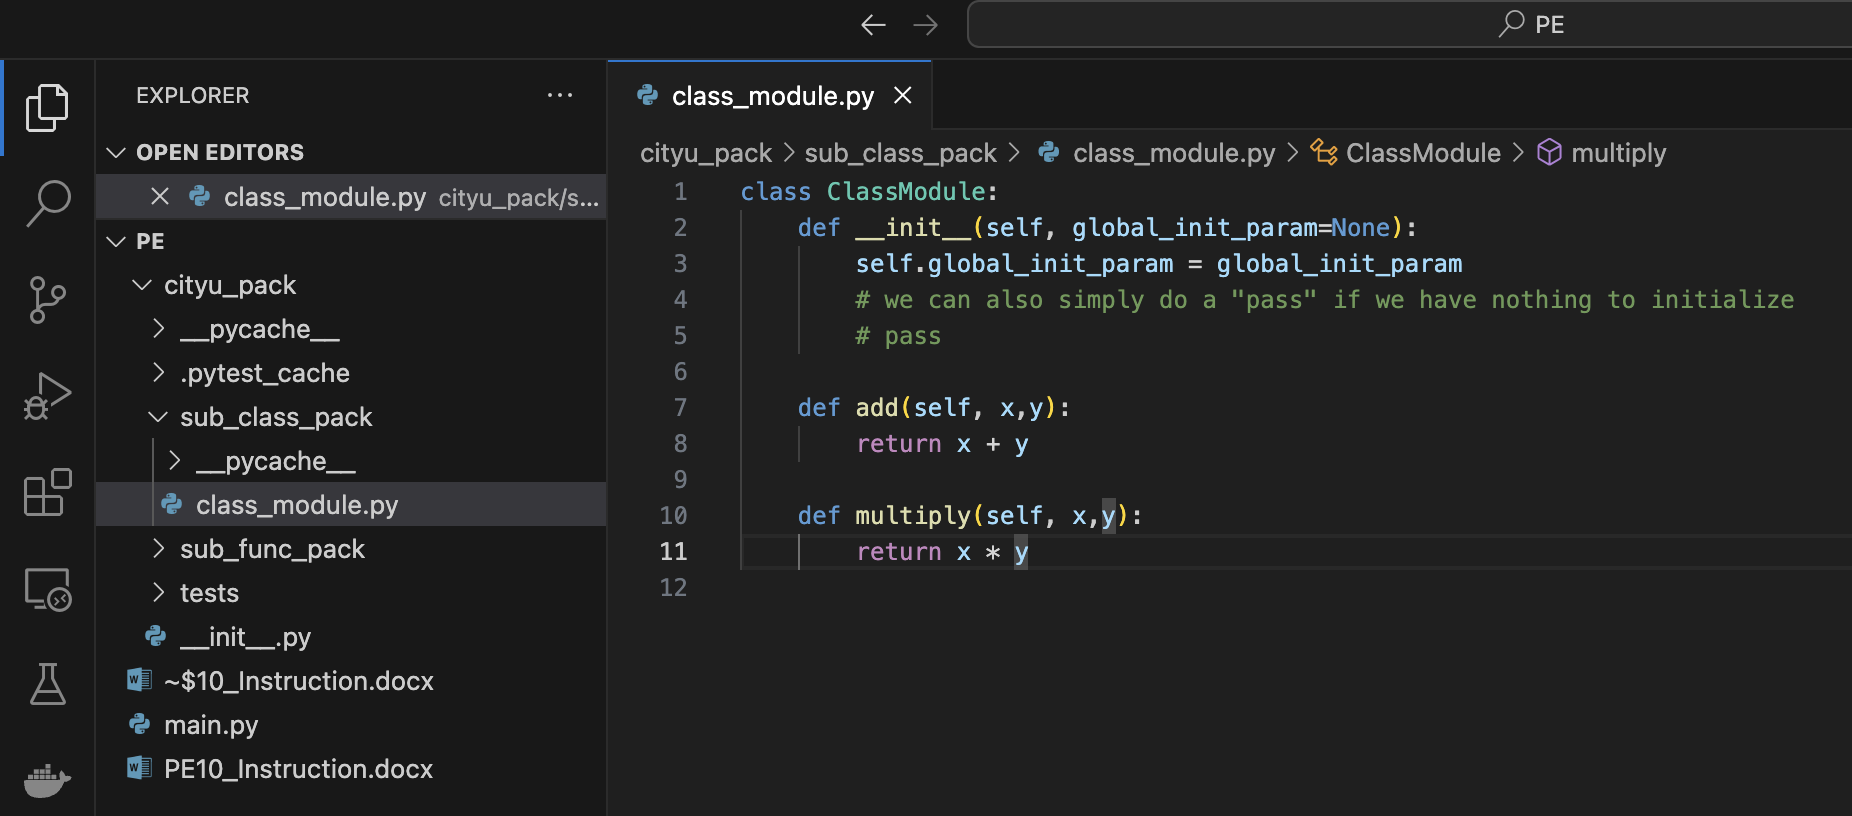 PE
EXPLORER
OPEN EDITORS
class_module.py cityu_pack/s...
PE
cityu_pack
__pycache__
.pytest_cache
sub_class_pack
__pycache__
class_module.py
sub_func_pack
tests
__init__.py
~$10_Instruction.docx
main.py
PE10_Instruction.docx
class_module.py
cityu_pack > sub_class_pack > class_module.py > ClassModule > multiply
1 class ClassModule:
2     def __init__(self, global_init_param=None):
3         self.global_init_param = global_init_param
4         # we can also simply do a "pass" if we have nothing to initialize
5         # pass
6
7     def add(self, x,y):
8         return x + y
9
10     def multiply(self, x,y):
11         return x * y
12